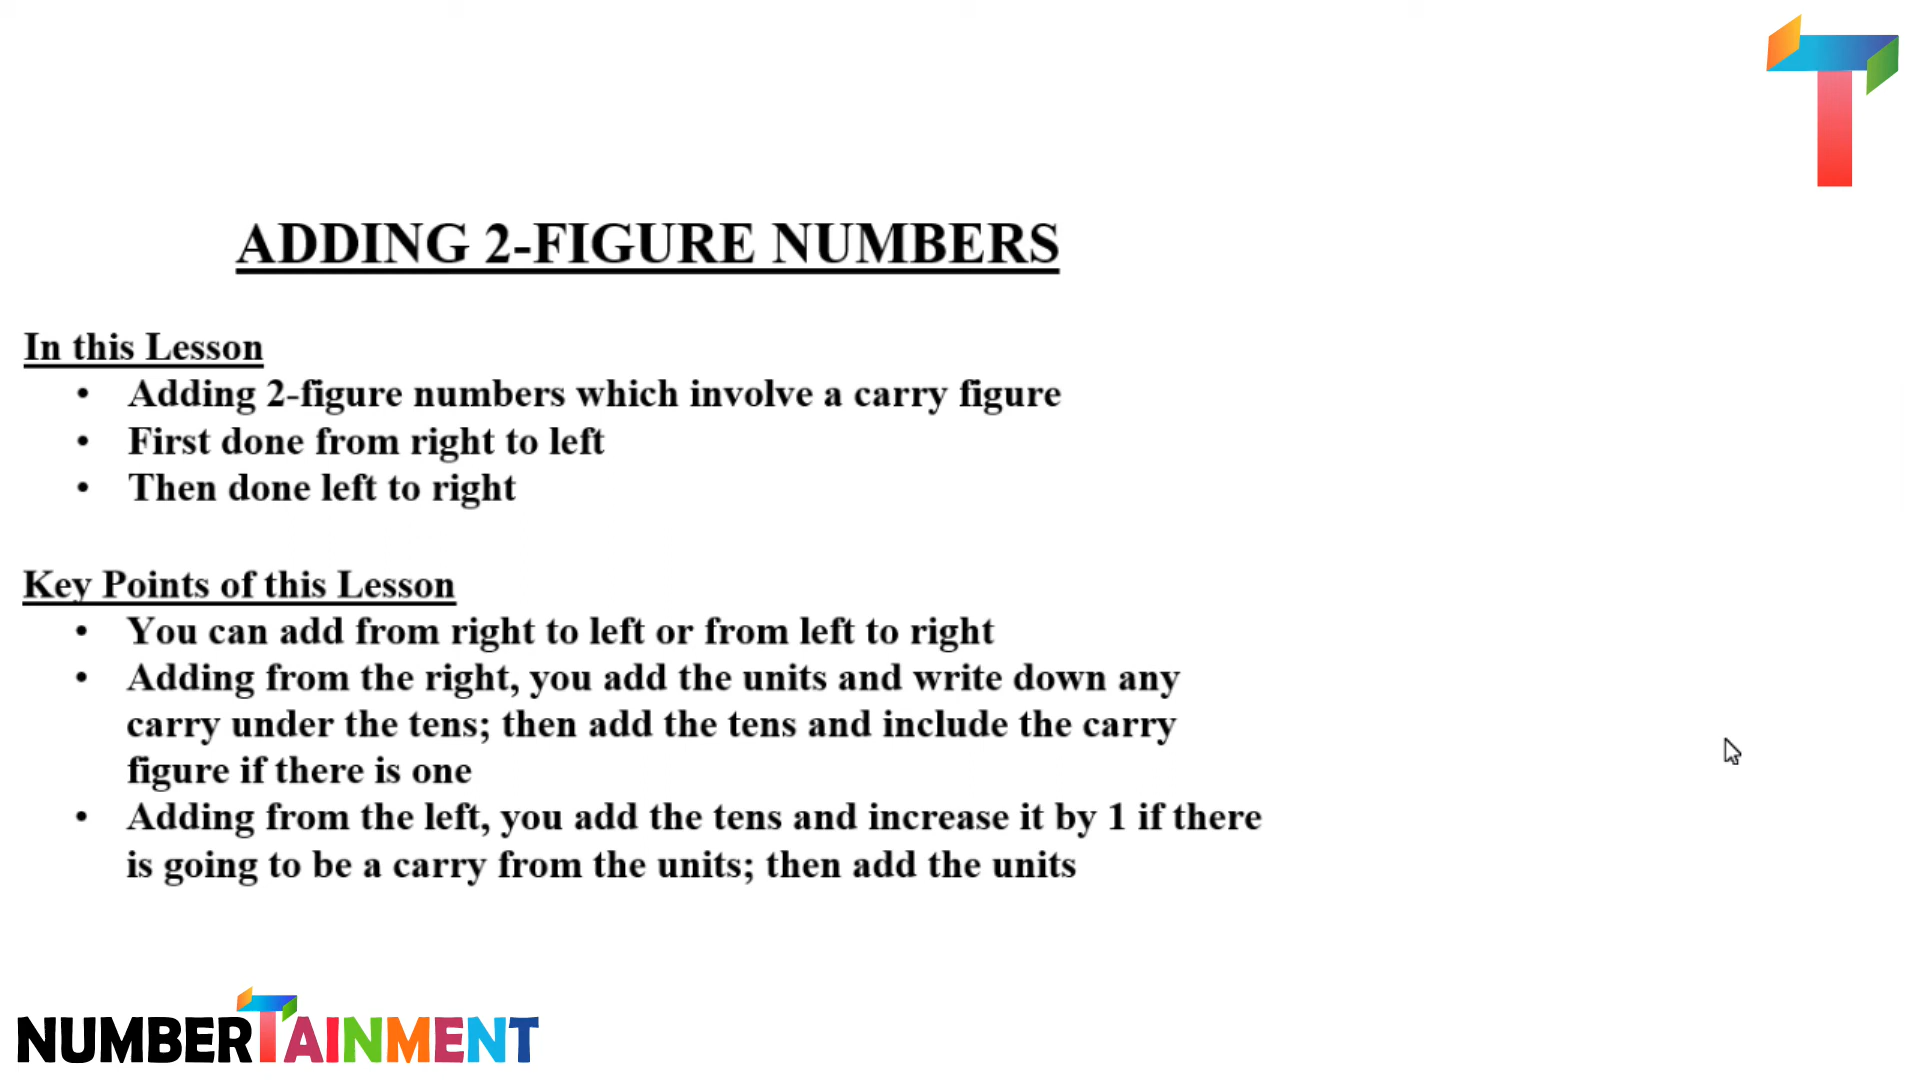 ADDING 2-FIGURE NUMBERS
In this Lesson
• Adding 2-figure numbers which involve a carry figure
• First done from right to left
• Then done left to right
Key Points of this Lesson
• You can add from right to left or from left to right
• Adding from the right, you add the units and write down any
carry under the tens; then add the tens and include the carry
figure if there is one
• Adding from the left, you add the tens and increase it by 1 if there
is going to be a carry from the units; then add the units
NUMBERTAINMENT